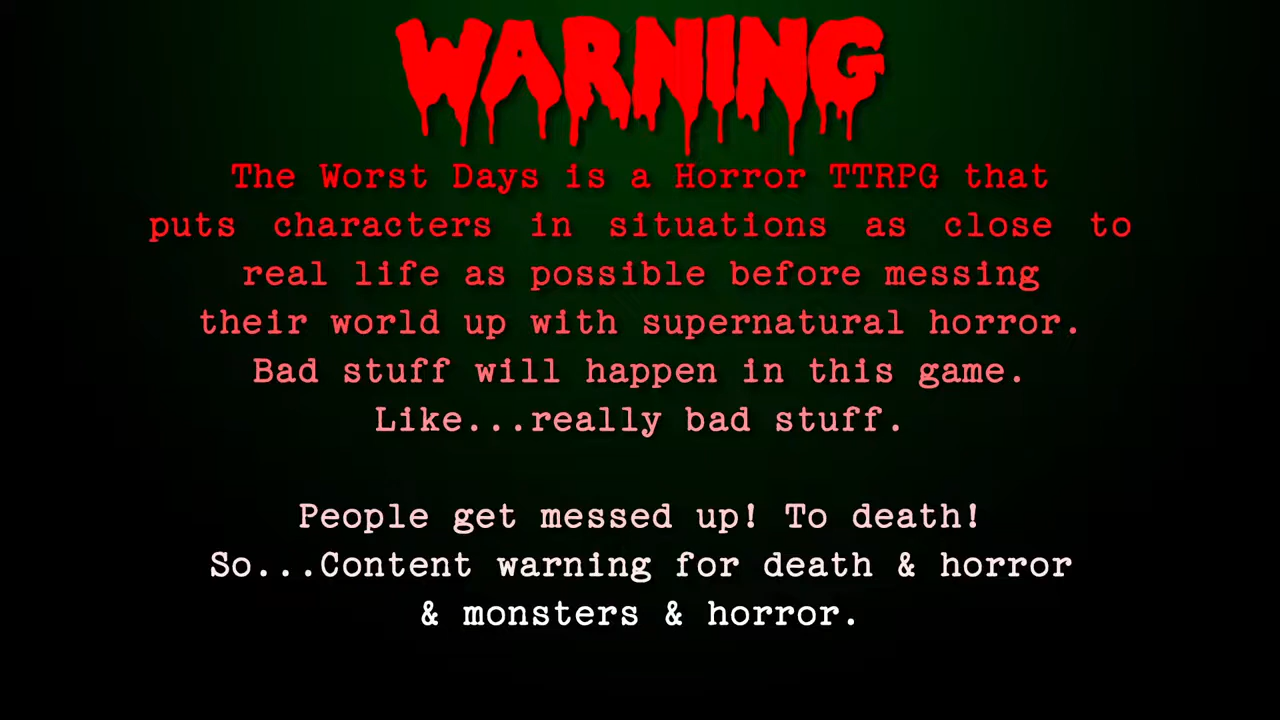 WARNING
The Worst Days is a Horror TTRPG that
puts characters in situations as close to
real life as possible before messing
their world up with supernatural horror.
Bad stuff will happen in this game.
Like...really bad stuff.
People get messed up! To death!
So...Content warning for death & horror
& monsters & horror.